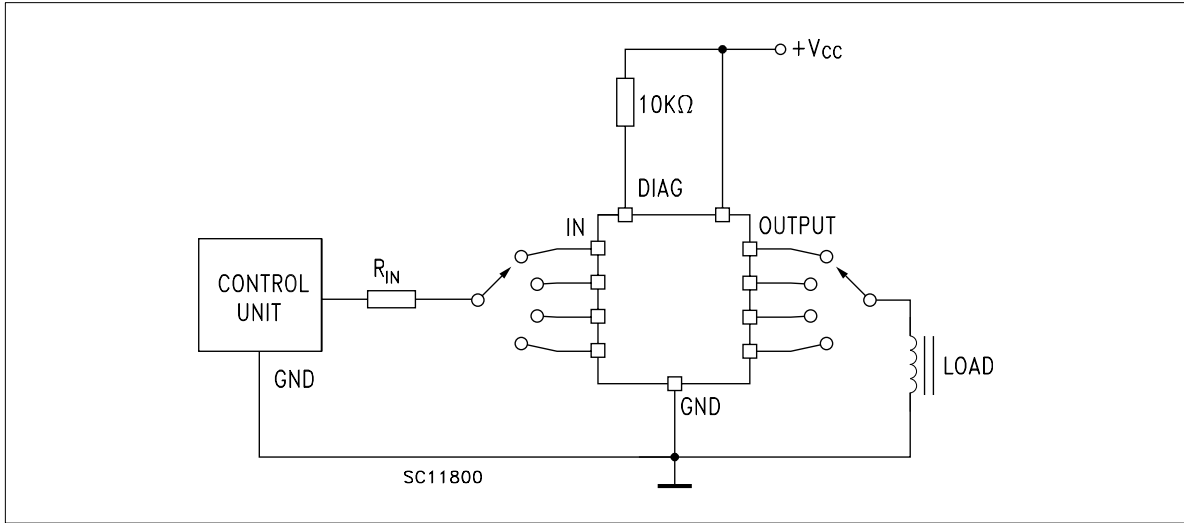 +VCC
10KΩ
DIAG
IN
OUTPUT
RIN
CONTROL
UNIT
GND
LOAD
GND
SC11800